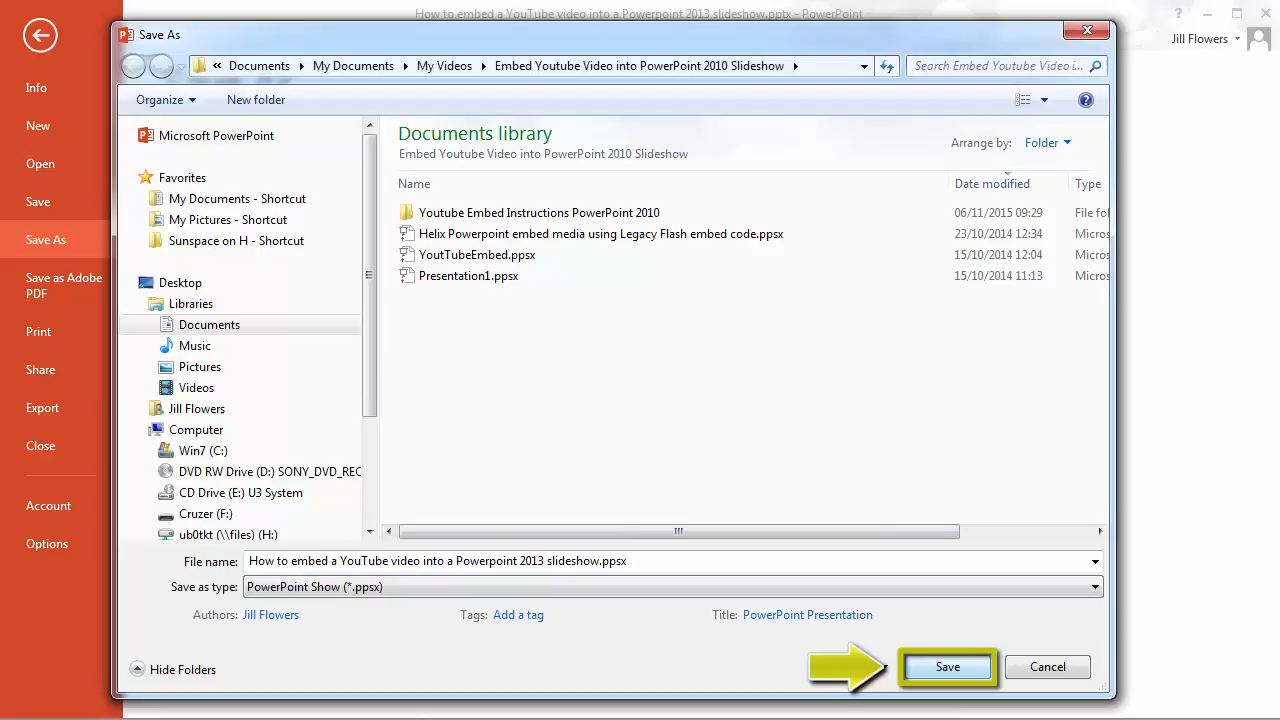 How to embed a YouTube video into a Powerpoint 2013 slideshow.pptx - PowerPoint
?
Jill Flowers
Info
New
Open
Save
Save As
Save as Adobe
PDF
Print
Share
Export
Close
Account
Options
Save As
« Documents My Documents My Videos Embed Youtube Video into PowerPoint 2010 Slideshow
Search Embed Youtube Video i...
Organize New folder
?
Microsoft PowerPoint
Favorites
My Documents - Shortcut
My Pictures - Shortcut
Sunspace on H - Shortcut
Desktop
Libraries
Documents
Music
Pictures
Videos
Jill Flowers
Computer
Win7 (C:)
DVD RW Drive (D:) SONY_DVD_REC
CD Drive (E:) U3 System
Cruzer (F:)
ub0tkt (\\files) (H:)
Documents library
Embed Youtube Video into PowerPoint 2010 Slideshow
Arrange by: Folder
Name Date modified Type
Youtube Embed Instructions PowerPoint 2010 06/11/2015 09:29 File fol
Helix Powerpoint embed media using Legacy Flash embed code.ppsx 23/10/2014 12:34 Micros
YoutTubeEmbed.ppsx 15/10/2014 12:04 Micros
Presentation1.ppsx 15/10/2014 11:13 Micros
File name: How to embed a YouTube video into a Powerpoint 2013 slideshow.ppsx
Save as type: PowerPoint Show (*.ppsx)
Authors: Jill Flowers Tags: Add a tag Title: PowerPoint Presentation
Hide Folders
Save Cancel